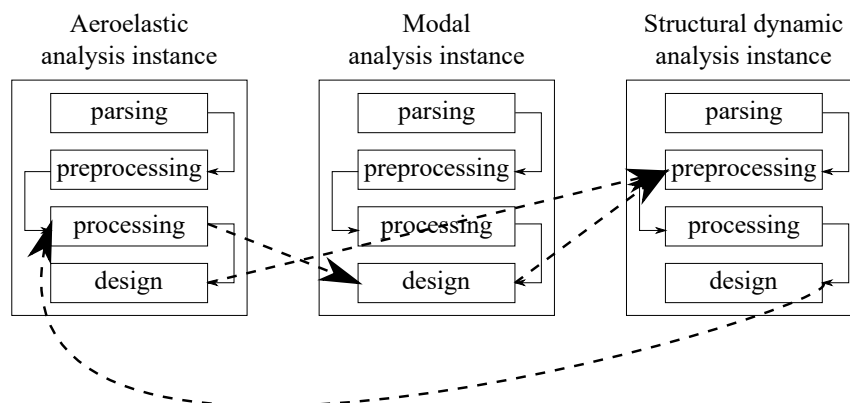 Aeroelastic
analysis instance
parsing
preprocessing
processing
design
Modal
analysis instance
parsing
preprocessing
processing
design
Structural dynamic
analysis instance
parsing
preprocessing
processing
design